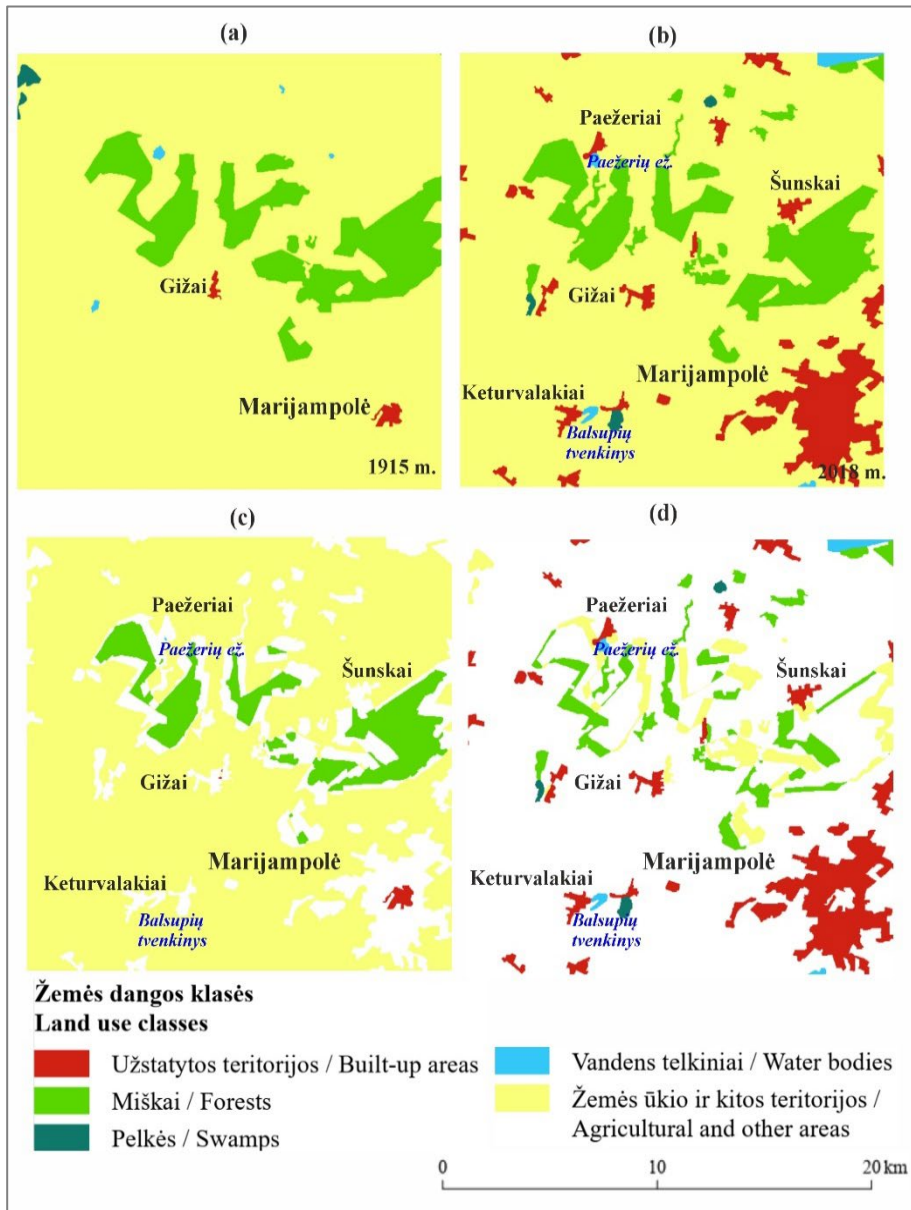 (a)
(b)
Gižai
Marijampolė
1915 m.
Paežeriai
Paežerių ež.
Šunskai
Gižai
Marijampolė
Keturvalakiai
Balsupių
tvenkinys
2018 m.
(c)
(d)
Paežeriai
Paežerių ež.
Šunskai
Gižai
Marijampolė
Keturvalakiai
Balsupių
tvenkinys
Paežeriai
Paežerių ež.
Šunskai
Gižai
Marijampolė
Keturvalakiai
Balsupių
tvenkinys
Žemės dangos klasės
Land use classes
Užstatytos teritorijos / Built-up areas
Miškai / Forests
Pelkės / Swamps
Vandens telkiniai / Water bodies
Žemės ūkio ir kitos teritorijos /
Agricultural and other areas
0 10 20 km